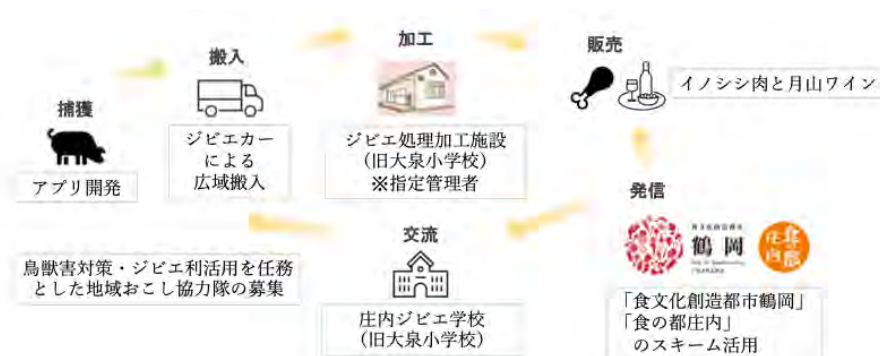 捕獲
アプリ開発
搬入
ジビエカー
による
広域搬入
加工
ジビエ処理加工施設
(旧大泉小学校)
※指定管理者
販売
イノシシ肉と月山ワイン
発信
鶴岡
食の都
庄内
「食文化創造都市鶴岡」
「食の都庄内」
のスキーム活用
交流
庄内ジビエ学校
(旧大泉小学校)
鳥獣害対策・ジビエ利活用を任務
とした地域おこし協力隊の募集